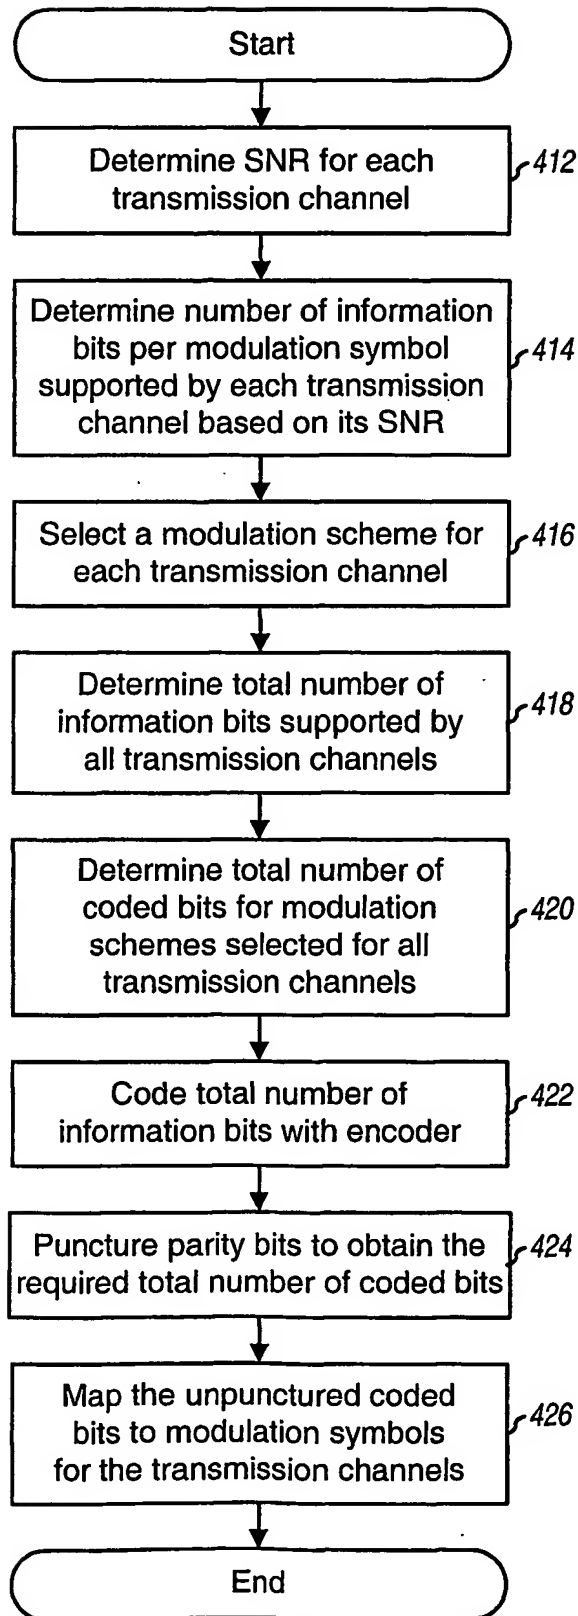 Start
Determine SNR for each
transmission channel
412
Determine number of information
bits per modulation symbol
supported by each transmission
channel based on its SNR
414
Select a modulation scheme for
each transmission channel
416
Determine total number of
information bits supported by
all transmission channels
418
Determine total number of
coded bits for modulation
schemes selected for all
transmission channels
420
Code total number of
information bits with encoder
422
Puncture parity bits to obtain the
required total number of coded bits
424
Map the unpunctured coded
bits to modulation symbols
for the transmission channels
426
End